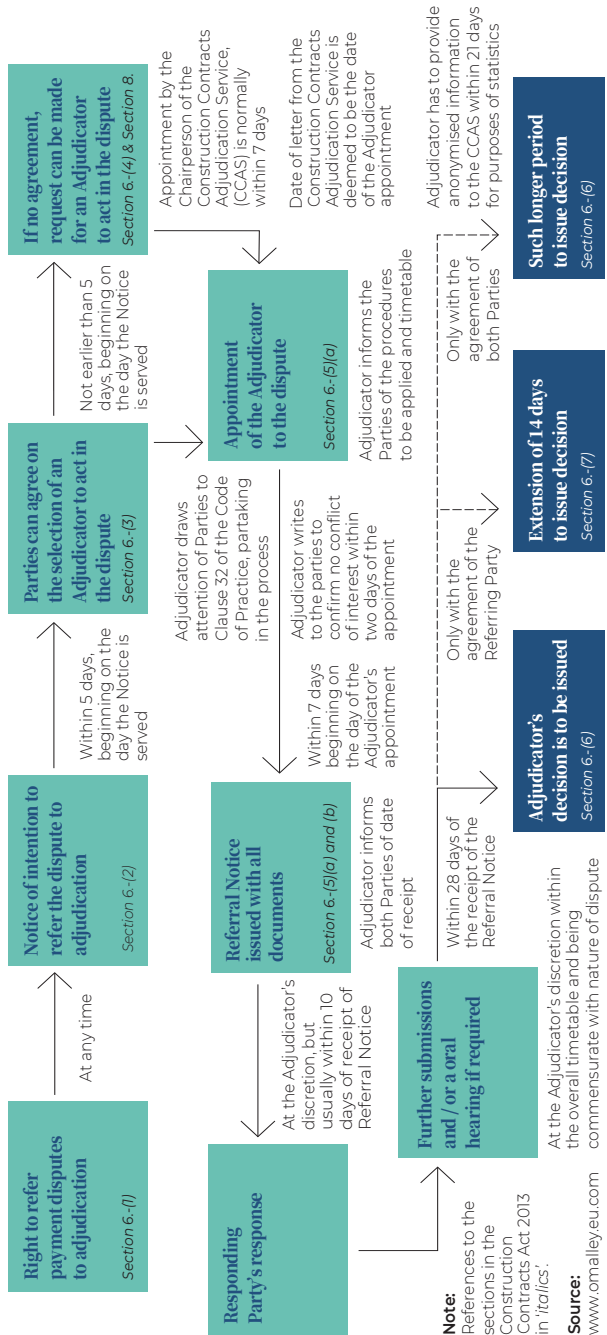 Right to refer
payment disputes
to adjudication
Section 6.-(1)
At any time
Notice of intention to
refer the dispute to
adjudication
Section 6.-(2)
Within 5 days,
beginning on the
day the Notice is
served
Parties can agree on
the selection of an
Adjudicator to act in
the dispute
Section 6.-(3)
Not earlier than 5
days, beginning on
the day the Notice
is served
If no agreement,
request can be made
for an Adjudicator
to act in the dispute
Section 6.-(4) & Section 8.
Appointment by the
Chairperson of the
Construction Contracts
Adjudication Service,
(CCAS) is normally
within 7 days
Date of letter from the
Construction Contracts
Adjudication Service is
deemed to be the date
of the Adjudicator
appointment
Appointment
of the Adjudicator
to the dispute
Section 6.-(5)(a)
Adjudicator informs the
Parties of the procedures
to be applied and timetable
Adjudicator draws
attention of Parties to
Clause 32 of the Code
of Practice, partaking
in the process
Adjudicator writes
to the parties to
confirm no conflict
of interest within
two days of the
appointment
Within 7 days
beginning on
the day of the
Adjudicator's
appointment
Referral Notice
issued with all
documents
Section 6.-(5)(a) and (b)
Adjudicator informs
both Parties of date
of receipt
At the Adjudicator's
discretion, but
usually within 10
days of receipt of
Referral Notice
Responding
Party's response
Further submissions
and / or a oral
hearing if required
At the Adjudicator's discretion within
the overall timetable and being
commensurate with nature of dispute
Within 28 days of
the receipt of the
Referral Notice
Adjudicator's
decision is to be issued
Section 6.-(6)
Only with the
agreement of the
Referring Party
Extension of 14 days
to issue decision
Section 6.-(7)
Only with the
agreement of
both Parties
Such longer period
to issue decision
Section 6.-(6)
Adjudicator has to provide
anonymised information
to the CCAS within 21 days
for purposes of statistics
Note:
References to the
sections in the
Construction
Contracts Act 2013
in 'italics'.
Source:
www.omalley.eu.com